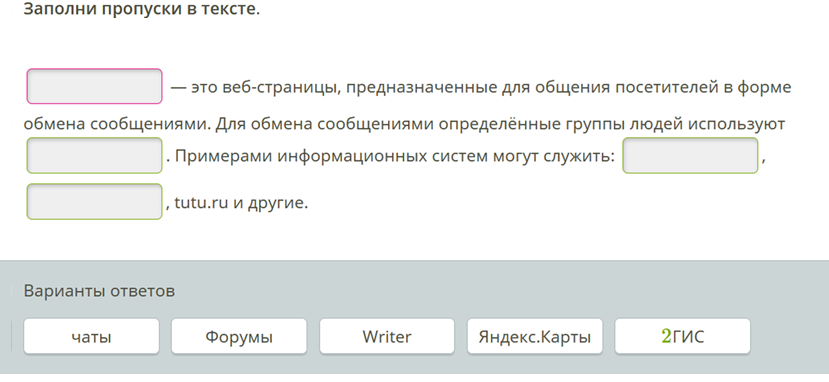 Заполни пропуски в тексте.
— это веб-страницы, предназначенные для общения посетителей в форме
обмена сообщениями. Для обмена сообщениями определённые группы людей используют
. Примерами информационных систем могут служить: ,
, tutu.ru и другие.
Варианты ответов
чаты Форумы Writer Яндекс.Карты 2ГИС